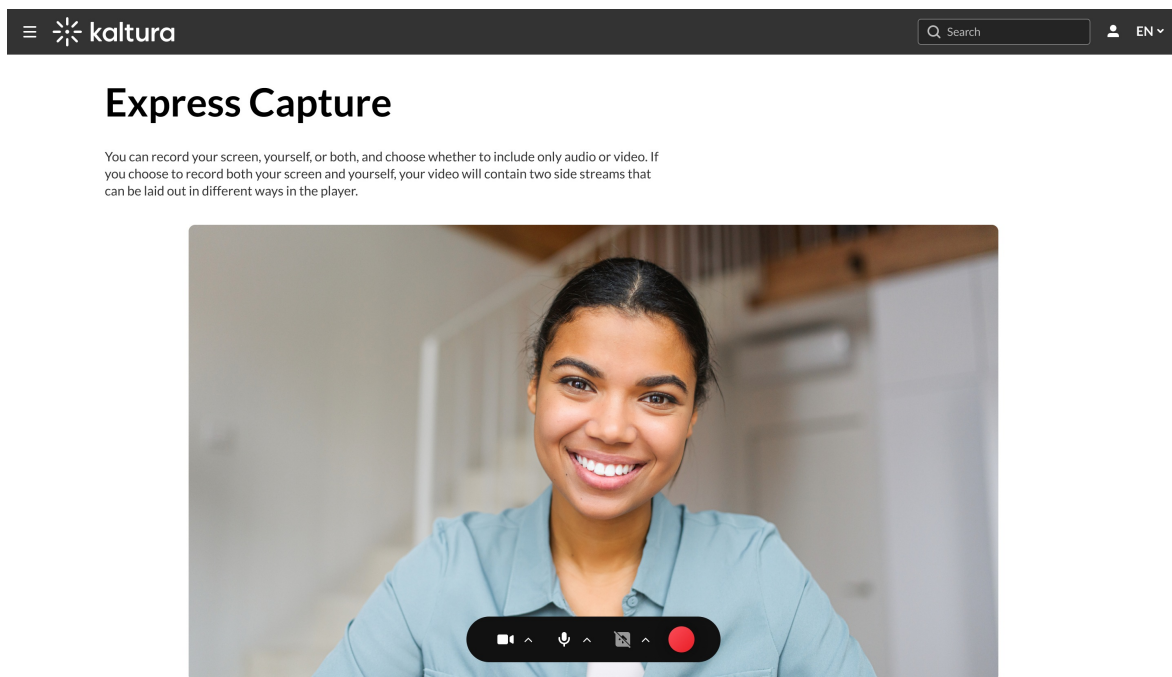 kaltura
Search
EN
Express Capture
You can record your screen, yourself, or both, and choose whether to include only audio or video. If
you choose to record both your screen and yourself, your video will contain two side streams that
can be laid out in different ways in the player.